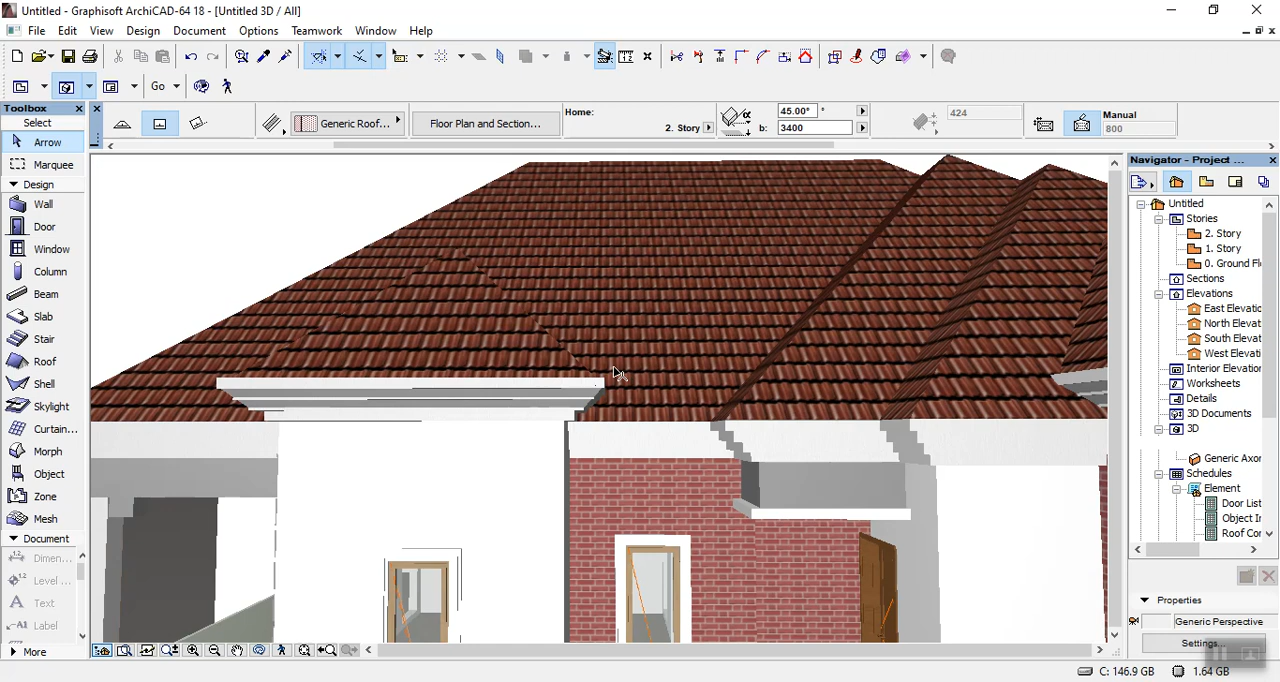 Untitled - Graphisoft ArchiCAD-64 18 - [Untitled 3D / All]
File Edit View Design Document Options Teamwork Window Help
Go
Toolbox
Select
Arrow
Marquee
Design
Wall
Door
Window
Column
Beam
Slab
Stair
Roof
Shell
Skylight
Curtain...
Morph
Object
Zone
Mesh
Document
Dimen...
Level ...
Text
Label
More
Generic Roof...
Floor Plan and Section...
Home:
2. Story
45.00° °
b: 3400
424
Manual
800
Navigator - Project ...
Untitled
Stories
2. Story
1. Story
0. Ground Fl
Sections
Elevations
East Elevatic
North Elevat
South Elevat
West Elevati
Interior Elevatior
Worksheets
Details
3D Documents
3D
Generic Axor
Schedules
Element
Door List
Object In
Roof Cor
Properties
Generic Perspective
Settings...
C: 146.9 GB
1.64 GB